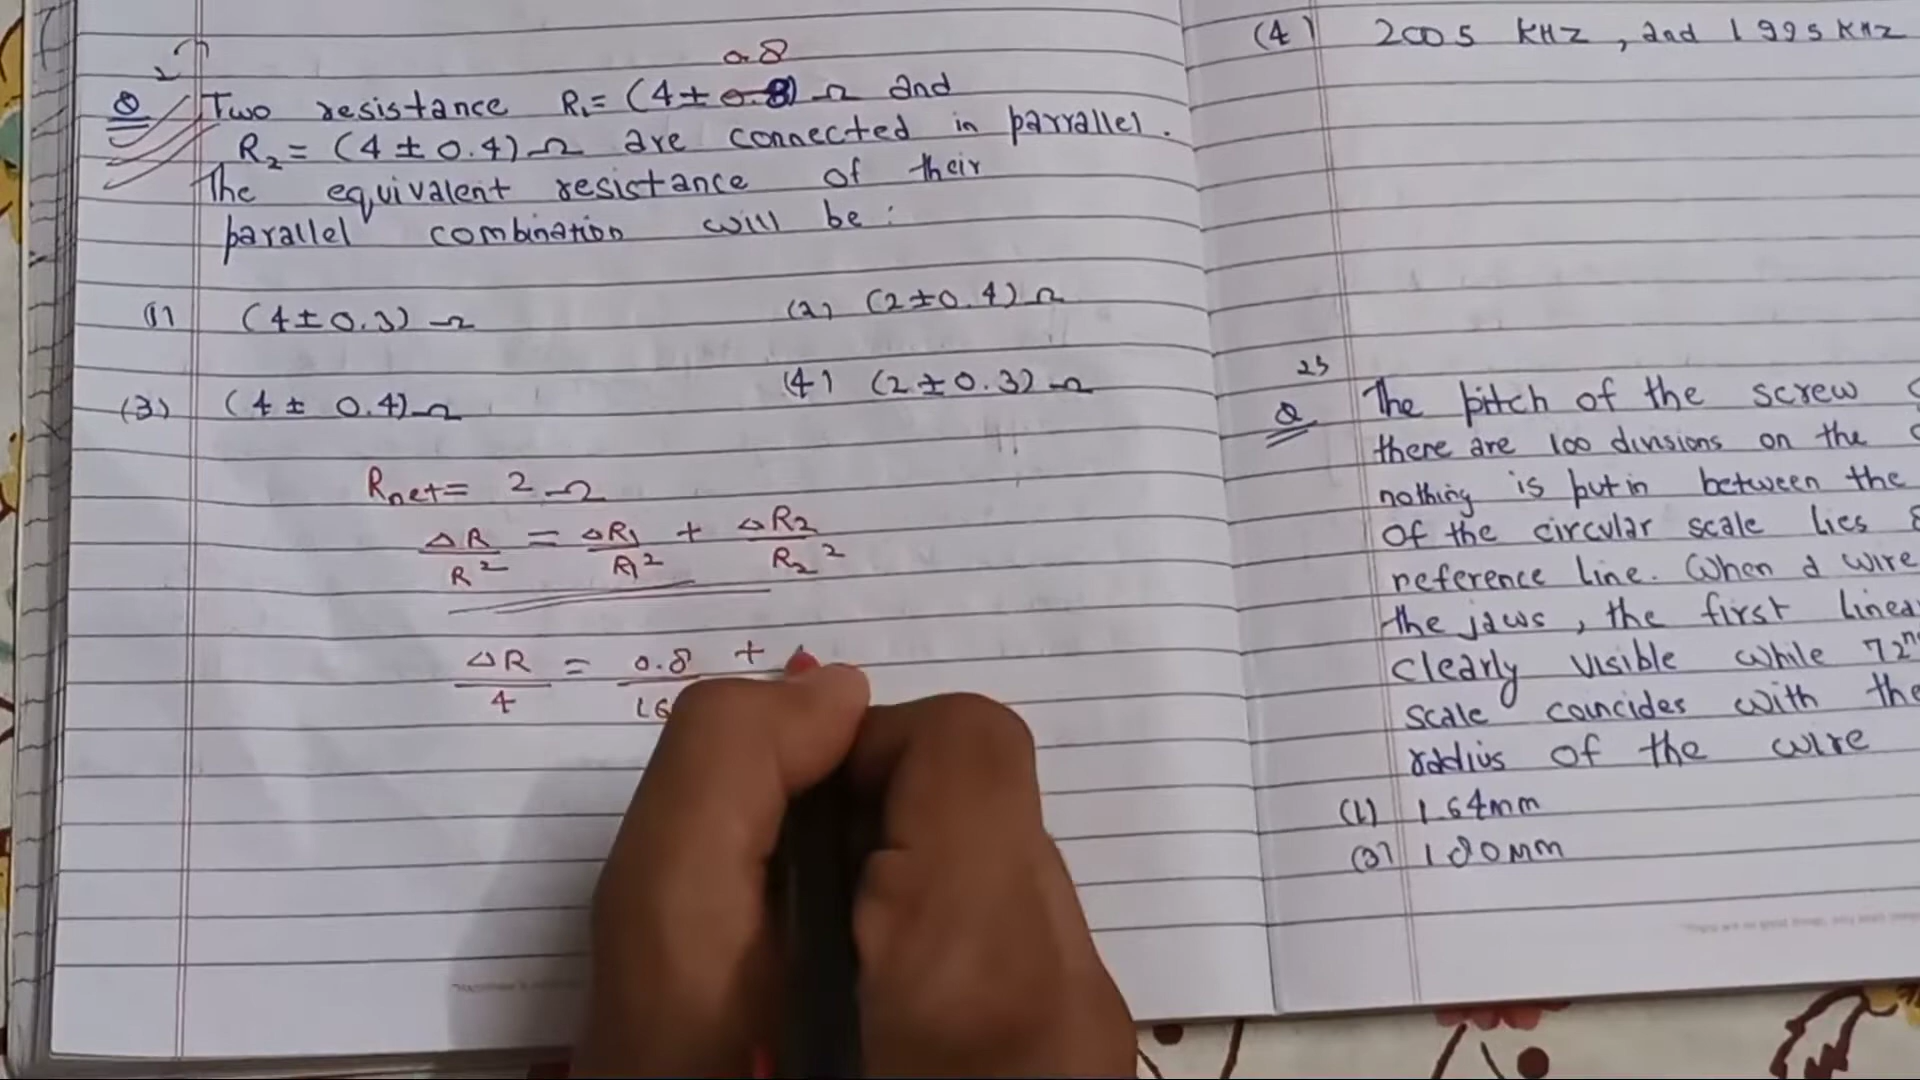 0.8
Q Two resistance R₁= (4± 0.8) Ω and
R₂= (4 ± 0.4) Ω are connected in parrallel.
The equivalent resistance of their
parallel combination will be :
(1) (4±0.3) Ω
(2) (2±0.4) Ω
(3) (4 ± 0.4) Ω
(4) (2±0.3) Ω
Rnet= 2 Ω
ΔR/R² = ΔR₁/R₁² + ΔR₂/R₂²
ΔR/4 = 0.8/16 +
(4) 2005 KHZ, and 1995 KHZ
25
Q The pitch of the screw
there are 100 divisions on the
nothing is put in between the
Of the circular scale lies 8
reference line. When a wire
the jaws, the first linear
clearly visible while 72nd
scale coincides with the
radius of the wire
(1) 1.64mm
(3) 1.80mm